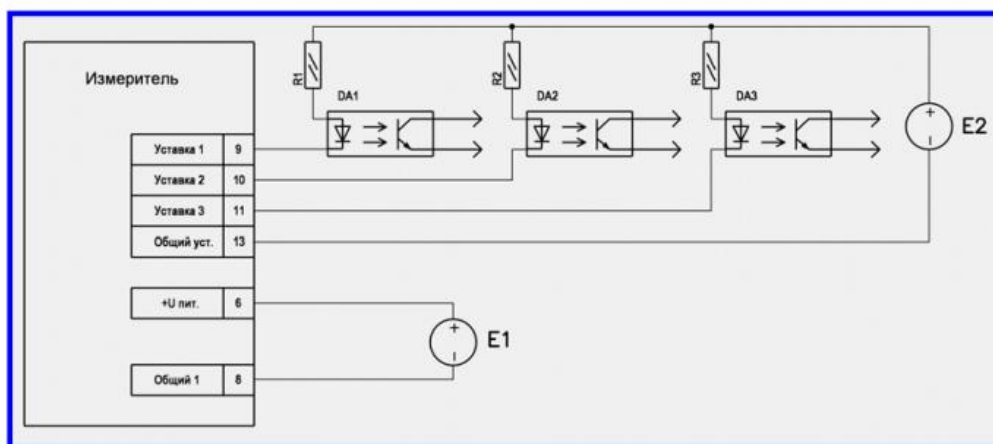 Измеритель
R1
R2
R3
DA1
DA2
DA3
E2
Уставка 1 9
Уставка 2 10
Уставка 3 11
Общий уст. 13
+U пит. 6
E1
Общий 1 8